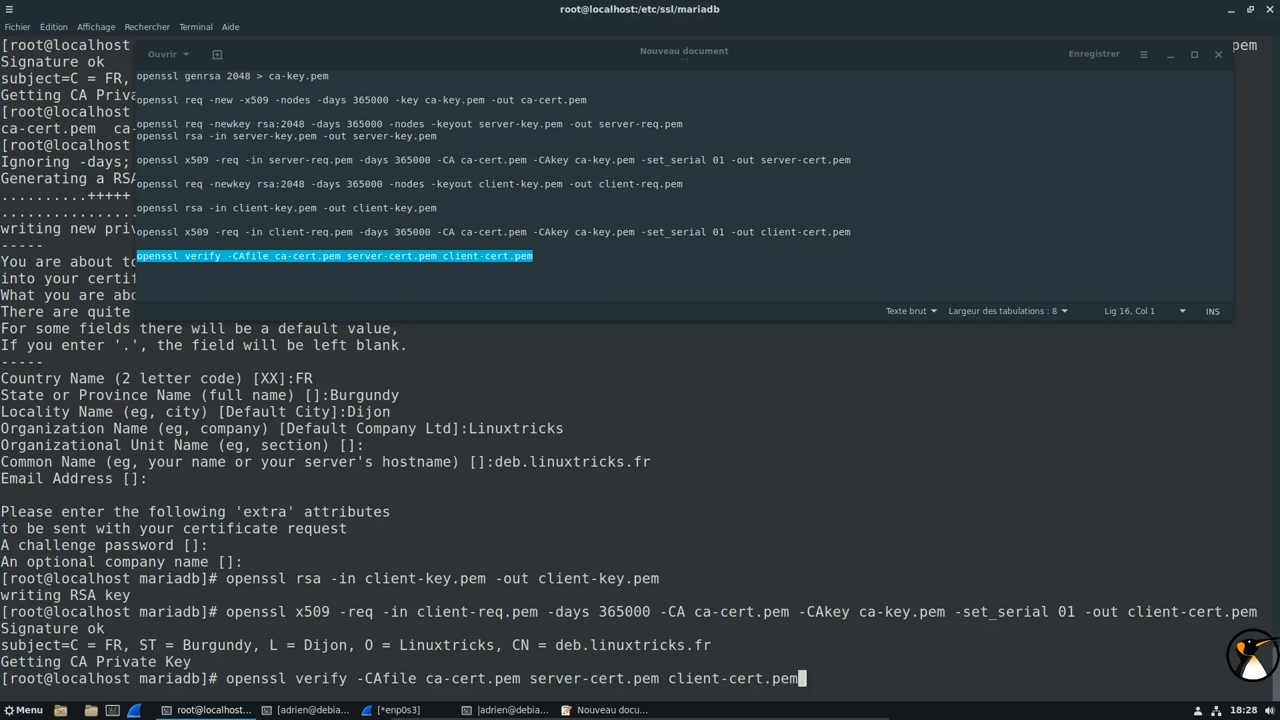 root@localhost:/etc/ssl/mariadb
Fichier Édition Affichage Rechercher Terminal Aide
[root@localhost
pem
Signature ok
subject=C = FR,
Getting CA Priva
[root@localhost
ca-cert.pem ca-
[root@localhost
Ignoring -days;
Generating a RSA
..........+++++
writing new priv
-----
You are about to
into your certif
What you are abo
There are quite
Ouvrir
Nouveau document
Enregistrer
openssl genrsa 2048 > ca-key.pem
openssl req -new -x509 -nodes -days 365000 -key ca-key.pem -out ca-cert.pem
openssl req -newkey rsa:2048 -days 365000 -nodes -keyout server-key.pem -out server-req.pem
openssl rsa -in server-key.pem -out server-key.pem
openssl x509 -req -in server-req.pem -days 365000 -CA ca-cert.pem -CAkey ca-key.pem -set_serial 01 -out server-cert.pem
openssl req -newkey rsa:2048 -days 365000 -nodes -keyout client-key.pem -out client-req.pem
openssl rsa -in client-key.pem -out client-key.pem
openssl x509 -req -in client-req.pem -days 365000 -CA ca-cert.pem -CAkey ca-key.pem -set_serial 01 -out client-cert.pem
openssl verify -CAfile ca-cert.pem server-cert.pem client-cert.pem
Texte brut Largeur des tabulations : 8 Lig 16, Col 1 INS
For some fields there will be a default value,
If you enter '.', the field will be left blank.
-----
Country Name (2 letter code) [XX]:FR
State or Province Name (full name) []:Burgundy
Locality Name (eg, city) [Default City]:Dijon
Organization Name (eg, company) [Default Company Ltd]:Linuxtricks
Organizational Unit Name (eg, section) []:
Common Name (eg, your name or your server's hostname) []:deb.linuxtricks.fr
Email Address []:
Please enter the following 'extra' attributes
to be sent with your certificate request
A challenge password []:
An optional company name []:
[root@localhost mariadb]# openssl rsa -in client-key.pem -out client-key.pem
writing RSA key
[root@localhost mariadb]# openssl x509 -req -in client-req.pem -days 365000 -CA ca-cert.pem -CAkey ca-key.pem -set_serial 01 -out client-cert.pem
Signature ok
subject=C = FR, ST = Burgundy, L = Dijon, O = Linuxtricks, CN = deb.linuxtricks.fr
Getting CA Private Key
[root@localhost mariadb]# openssl verify -CAfile ca-cert.pem server-cert.pem client-cert.pem
Menu root@localhost:... [adrien@debia... [*enp0s3] |adrien@debia... Nouveau docu... 18:28